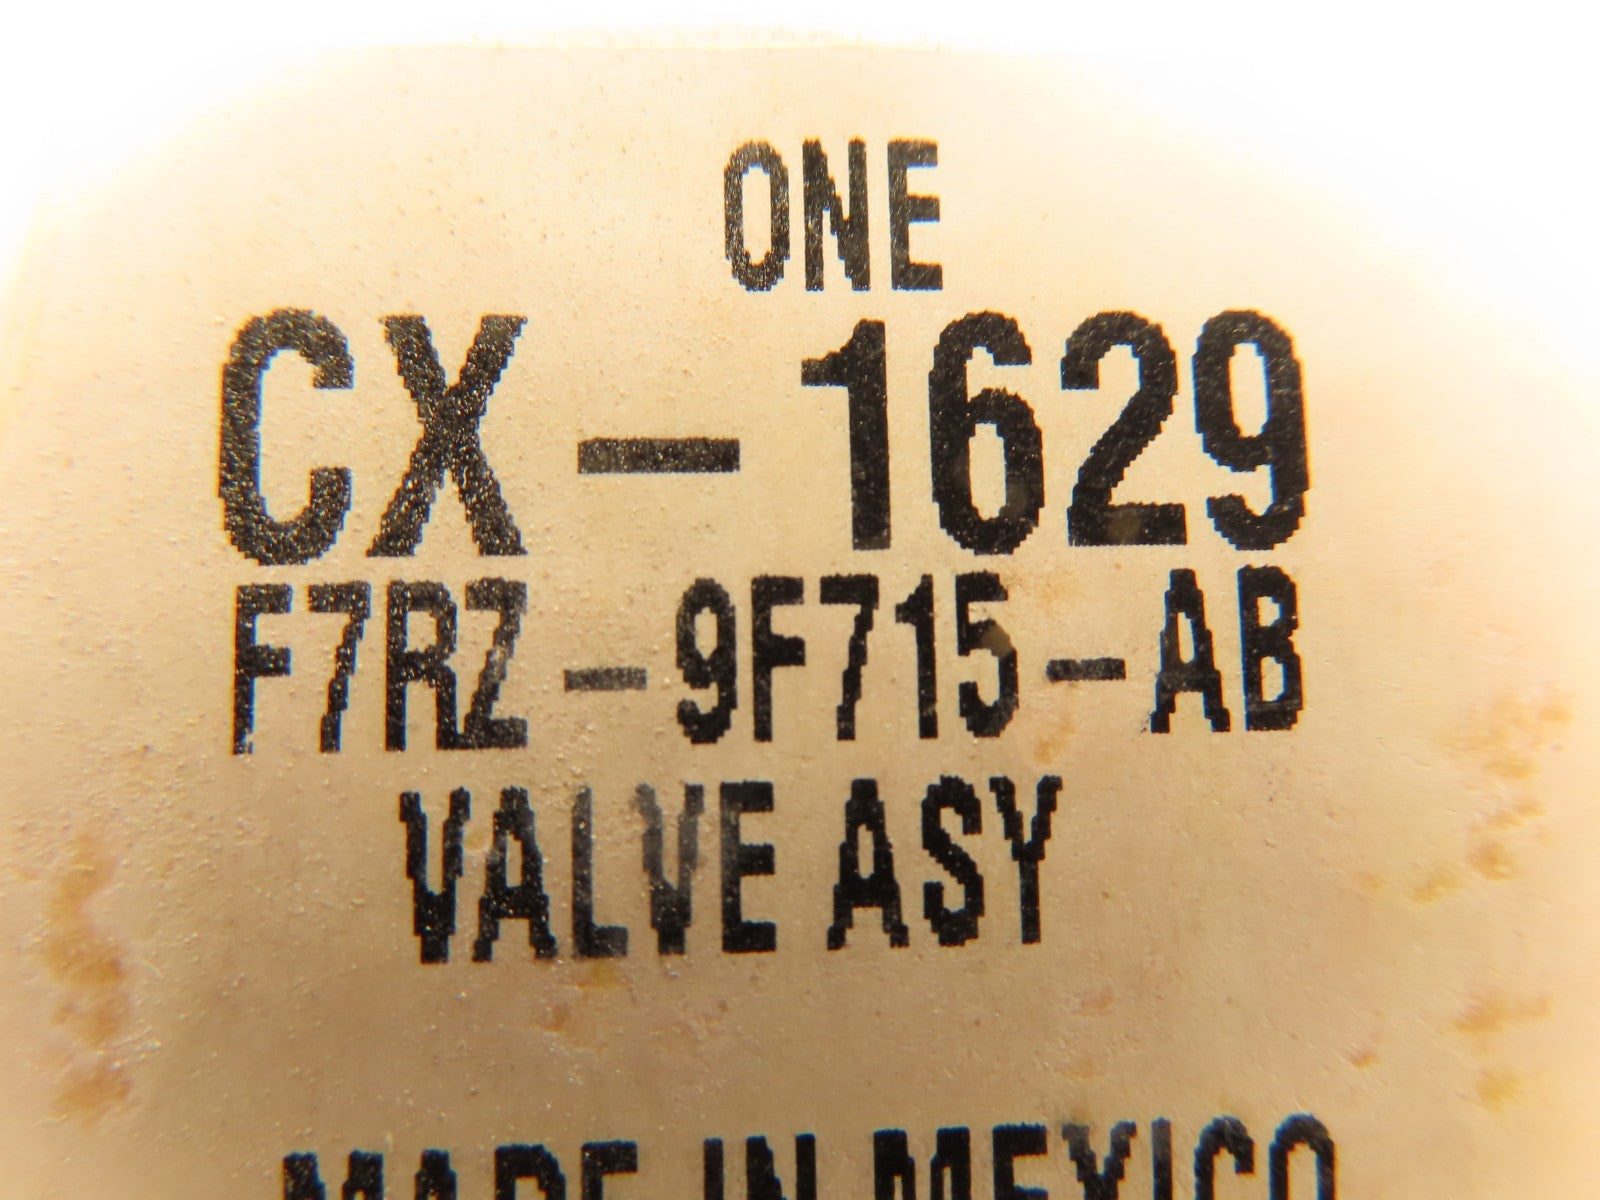 ONE
CX-1629
F7RZ-9F715-AB
VALVE ASY
MADE IN MEXICO